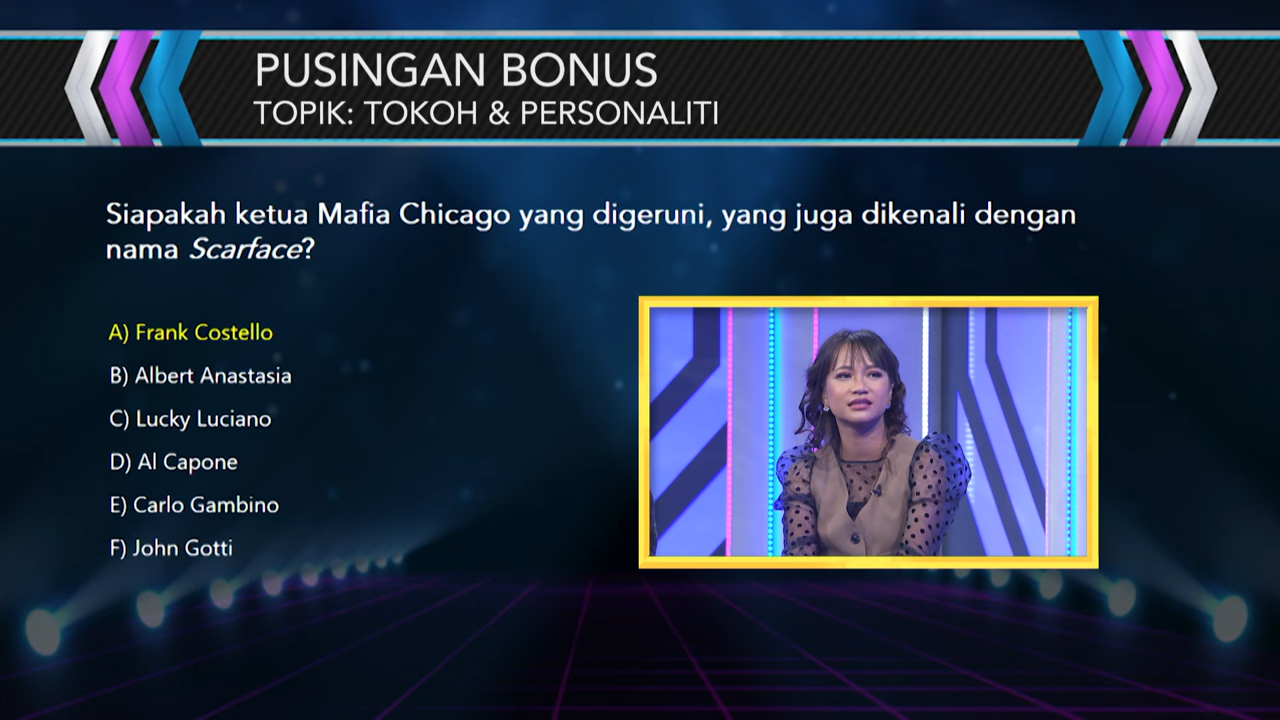 PUSINGAN BONUS
TOPIK: TOKOH & PERSONALITI
Siapakah ketua Mafia Chicago yang digeruni, yang juga dikenali dengan
nama Scarface?
A) Frank Costello
B) Albert Anastasia
C) Lucky Luciano
D) Al Capone
E) Carlo Gambino
F) John Gotti